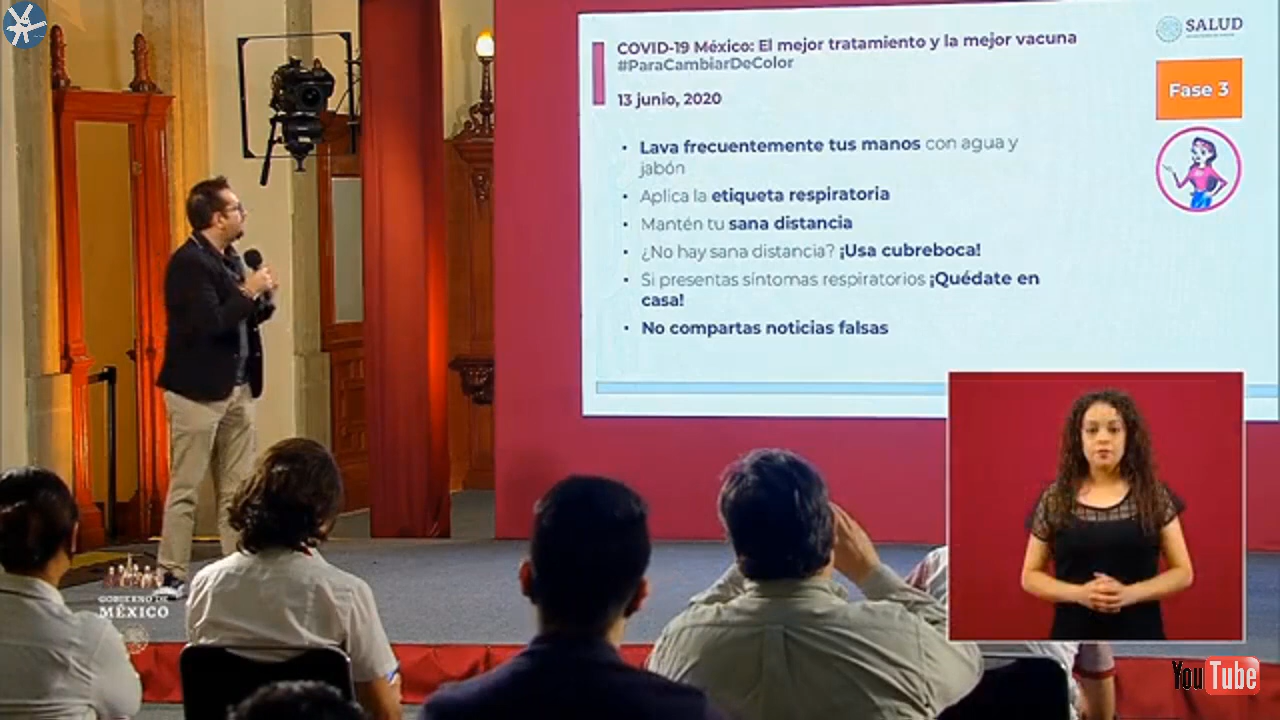 COVID-19 México: El mejor tratamiento y la mejor vacuna
#ParaCambiarDeColor
13 junio, 2020
SALUD
Fase 3
• Lava frecuentemente tus manos con agua y
jabón
• Aplica la etiqueta respiratoria
• Mantén tu sana distancia
• ¿No hay sana distancia? ¡Usa cubreboca!
• Si presentas síntomas respiratorios ¡Quédate en
casa!
• No compartas noticias falsas
GOBIERNO DE
MÉXICO
YouTube